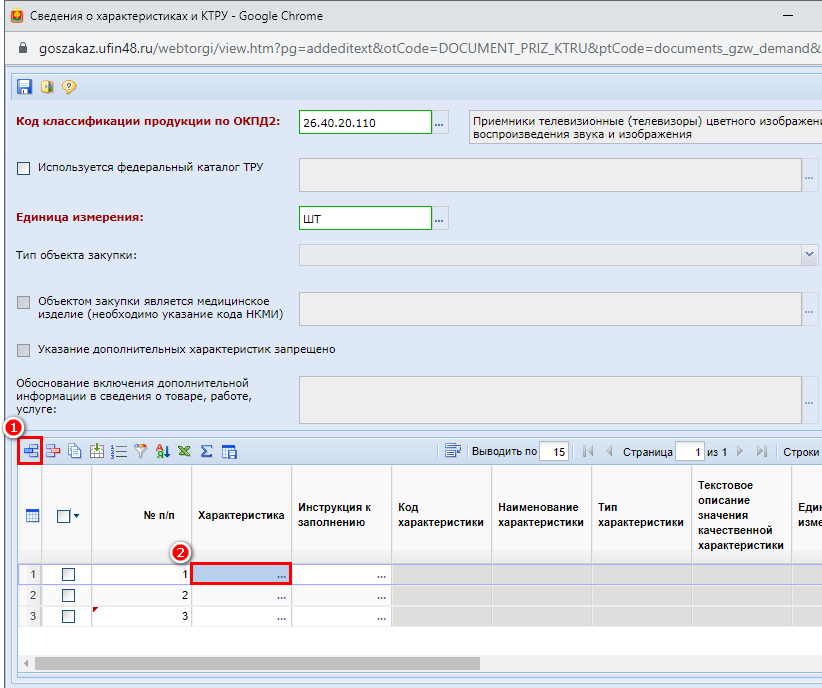 Сведения о характеристиках и КТРУ - Google Chrome
goszakaz.ufin48.ru/webtorgi/view.htm?pg=addeditext&otCode=DOCUMENT_PRIZ_KTRU&ptCode=documents_gzw_demand&
Код классификации продукции по ОКПД2:
26.40.20.110
...
Приемники телевизионные (телевизоры) цветного изображени
воспроизведения звука и изображения
Используется федеральный каталог ТРУ
...
Единица измерения:
ШТ
...
Тип объекта закупки:
Объектом закупки является медицинское
изделие (необходимо указание кода НКМИ)
...
Указание дополнительных характеристик запрещено
Обоснование включения дополнительной
информации в сведения о товаре, работе,
услуге:
...
1
Выводить по 15
Страница 1 из 1
Строки
№ п/п
Характеристика
Инструкция к
заполнению
Код
характеристики
Наименование
характеристики
Тип
характеристики
Текстовое
описание
значения
качественной
характеристики
Един
изме
2
1 1 ... ...
2 2 ... ...
3 3 ... ...